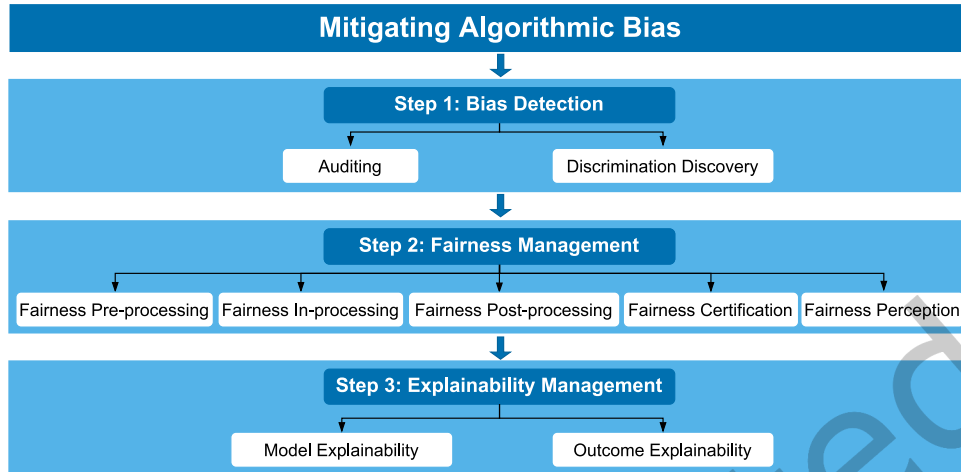 Mitigating Algorithmic Bias
Step 1: Bias Detection
Auditing
Discrimination Discovery
Step 2: Fairness Management
Fairness Pre-processing
Fairness In-processing
Fairness Post-processing
Fairness Certification
Fairness Perception
Step 3: Explainability Management
Model Explainability
Outcome Explainability